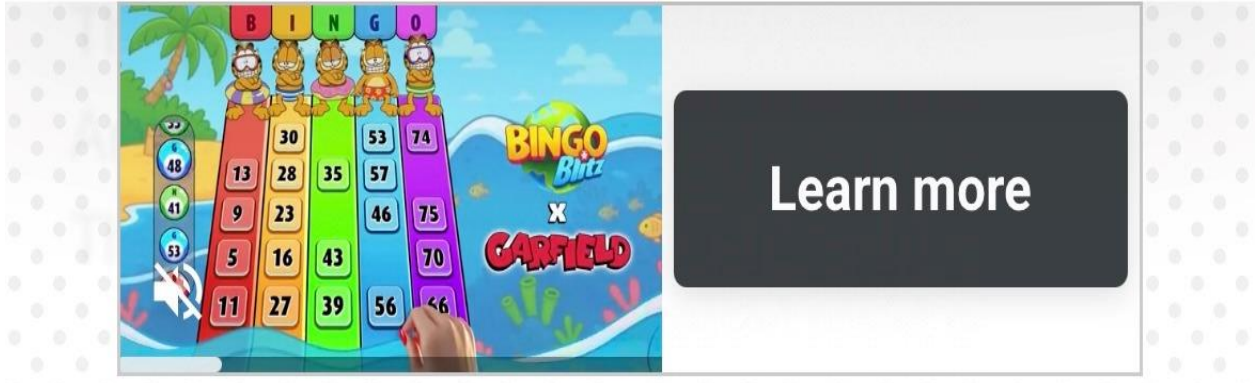 B I N G O
30 53 74
13 28 35 57
9 23 46 75
5 16 43 70
11 27 39 56 66
G
48
N
41
G
53
BINGO
Blitz
X
GARFIELD
Learn more